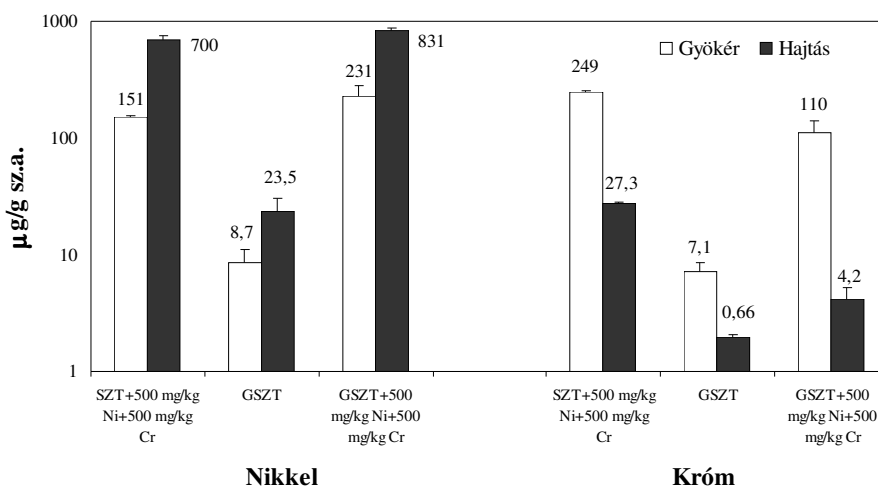 1000
100
10
1
µg/g sz.a.
Gyökér
Hajtás
151
700
8,7
23,5
231
831
249
27,3
7,1
0,66
110
4,2
SZT+500 mg/kg
Ni+500 mg/kg
Cr
GSZT
GSZT+500
mg/kg Ni+500
mg/kg Cr
SZT+500 mg/kg
Ni+500 mg/kg
Cr
GSZT
GSZT+500
mg/kg Ni+500
mg/kg Cr
Nikkel
Króm